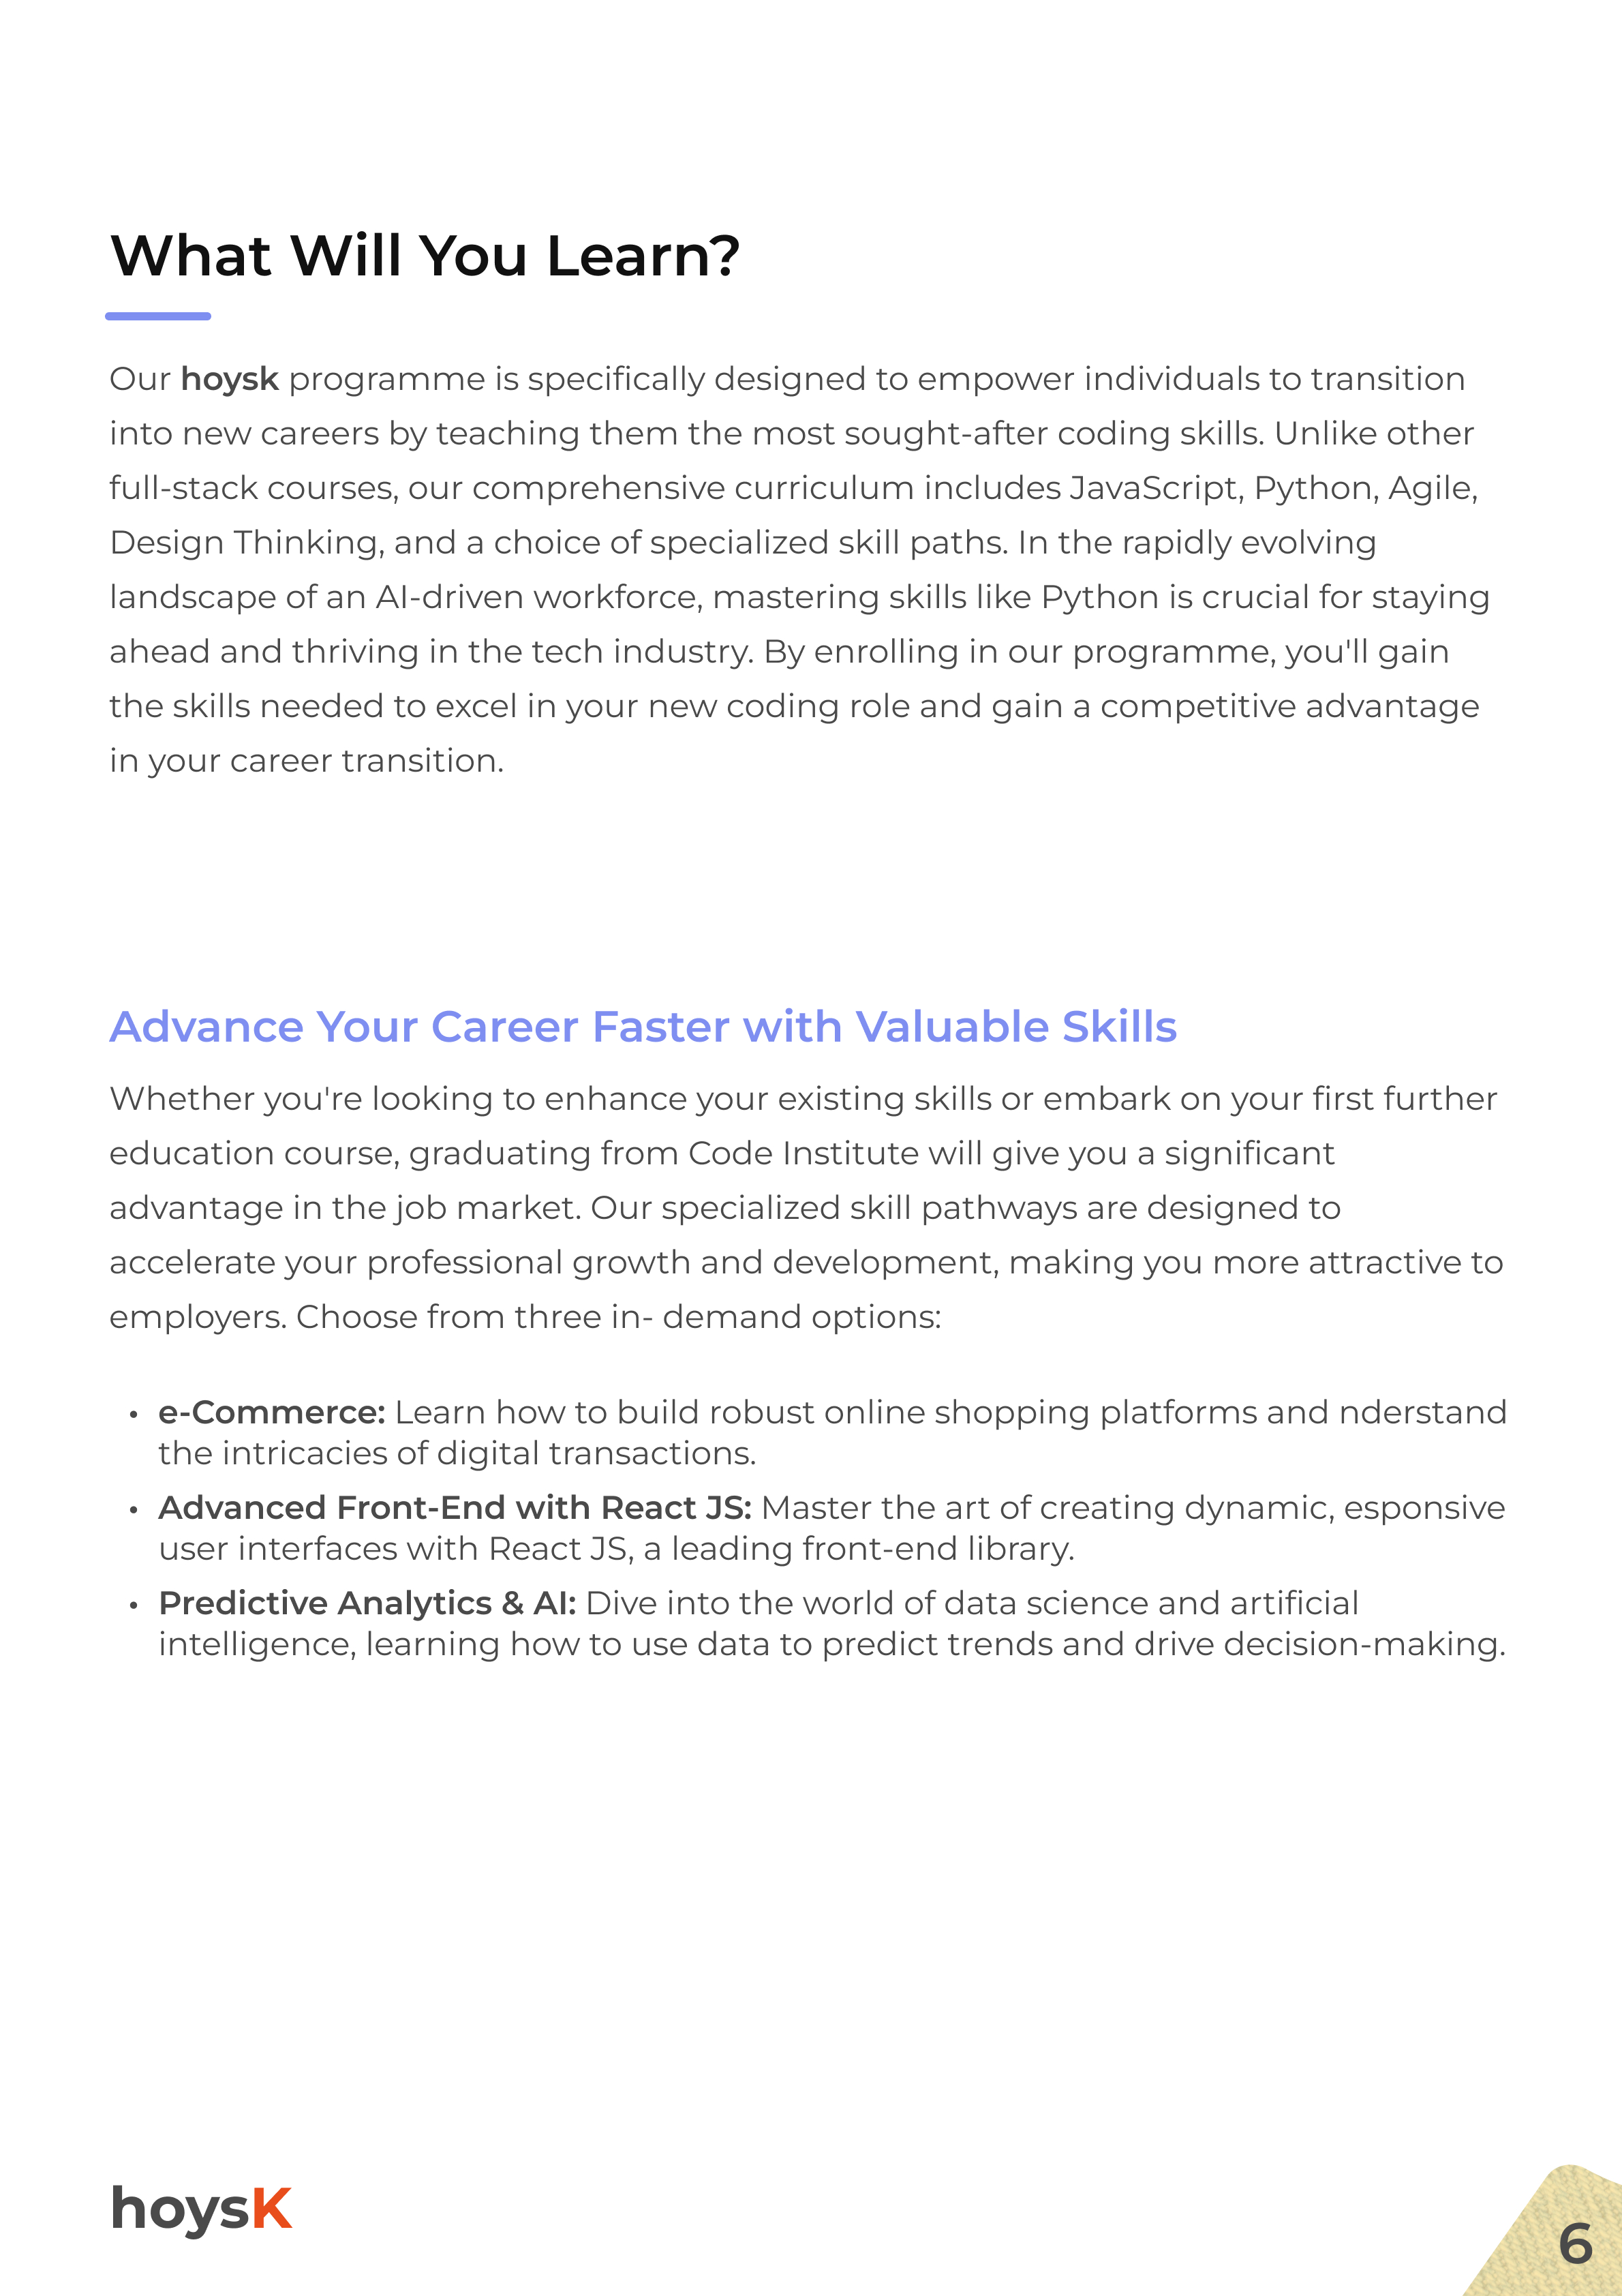 What Will You Learn?
Our hoysk programme is specifically designed to empower individuals to transition
into new careers by teaching them the most sought-after coding skills. Unlike other
full-stack courses, our comprehensive curriculum includes JavaScript, Python, Agile,
Design Thinking, and a choice of specialized skill paths. In the rapidly evolving
landscape of an AI-driven workforce, mastering skills like Python is crucial for staying
ahead and thriving in the tech industry. By enrolling in our programme, you'll gain
the skills needed to excel in your new coding role and gain a competitive advantage
in your career transition.
Advance Your Career Faster with Valuable Skills
Whether you're looking to enhance your existing skills or embark on your first further
education course, graduating from Code Institute will give you a significant
advantage in the job market. Our specialized skill pathways are designed to
accelerate your professional growth and development, making you more attractive to
employers. Choose from three in- demand options:
• e-Commerce: Learn how to build robust online shopping platforms and nderstand
the intricacies of digital transactions.
• Advanced Front-End with React JS: Master the art of creating dynamic, esponsive
user interfaces with React JS, a leading front-end library.
• Predictive Analytics & AI: Dive into the world of data science and artificial
intelligence, learning how to use data to predict trends and drive decision-making.
hoysK
6